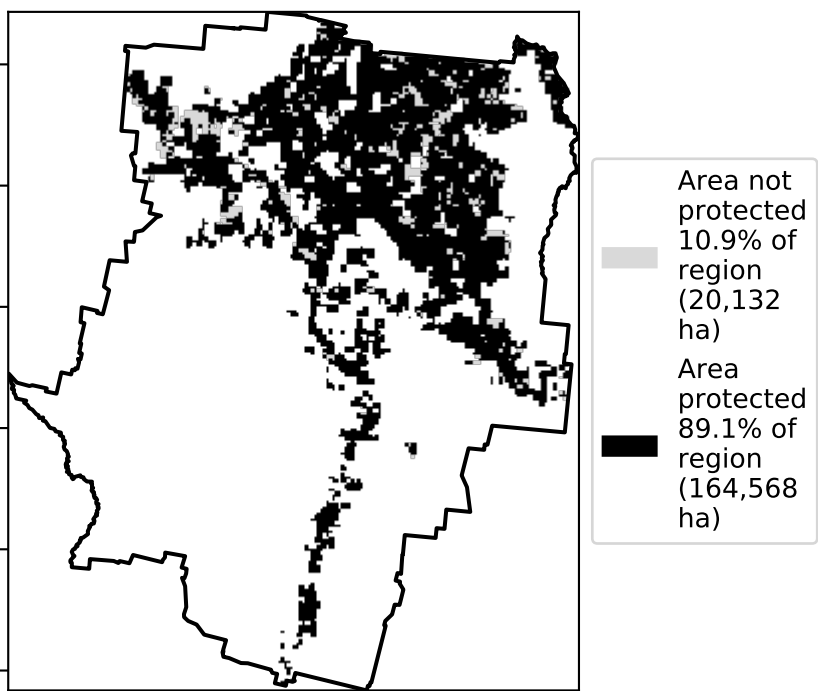 Area not
protected
10.9% of
region
(20,132
ha)
Area
protected
89.1% of
region
(164,568
ha)